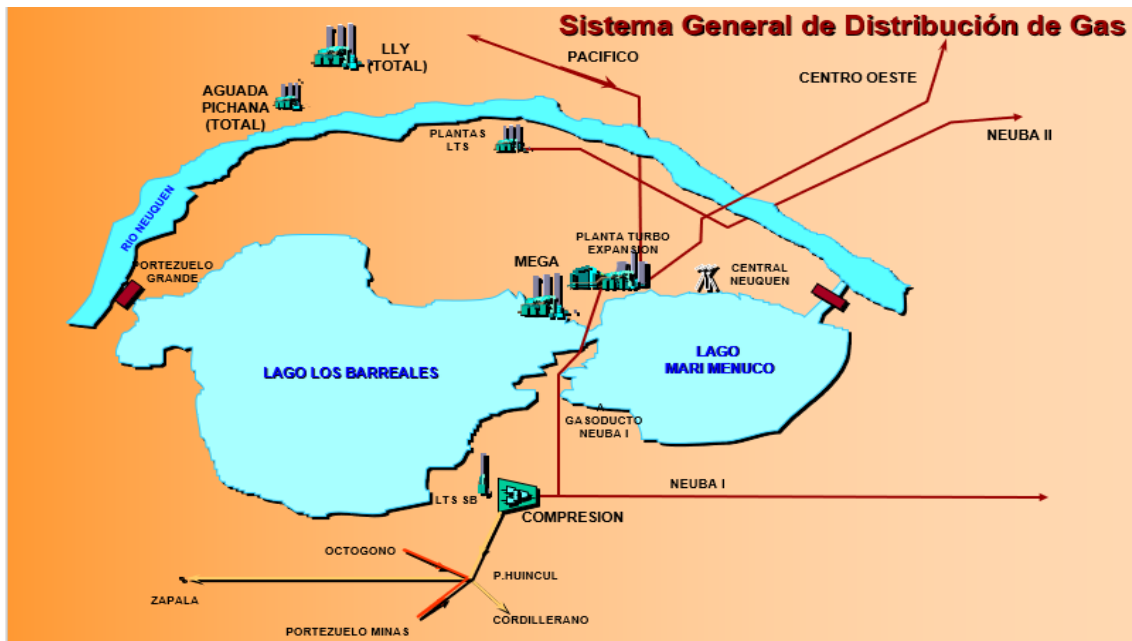 Sistema General de Distribución de Gas
LLY
(TOTAL)
PACIFICO
CENTRO OESTE
AGUADA
PICHANA
(TOTAL)
PLANTAS
LTS
NEUBA II
RIO NEUQUEN
PORTEZUELO
GRANDE
MEGA
PLANTA TURBO
EXPANSION
CENTRAL
NEUQUEN
LAGO LOS BARREALES
LAGO
MARI MENUCO
A
GASODUCTO
NEUBA I
LTS SB
NEUBA I
COMPRESION
OCTOGONO
P.HUINCUL
ZAPALA
CORDILLERANO
PORTEZUELO MINAS